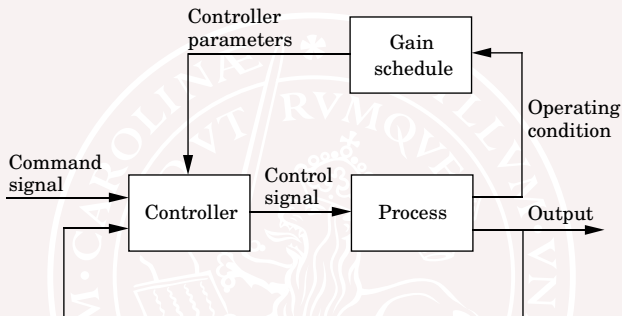 Controller
parameters
Gain
schedule
Operating
condition
Command
signal
Controller
Control
signal
Process
Output